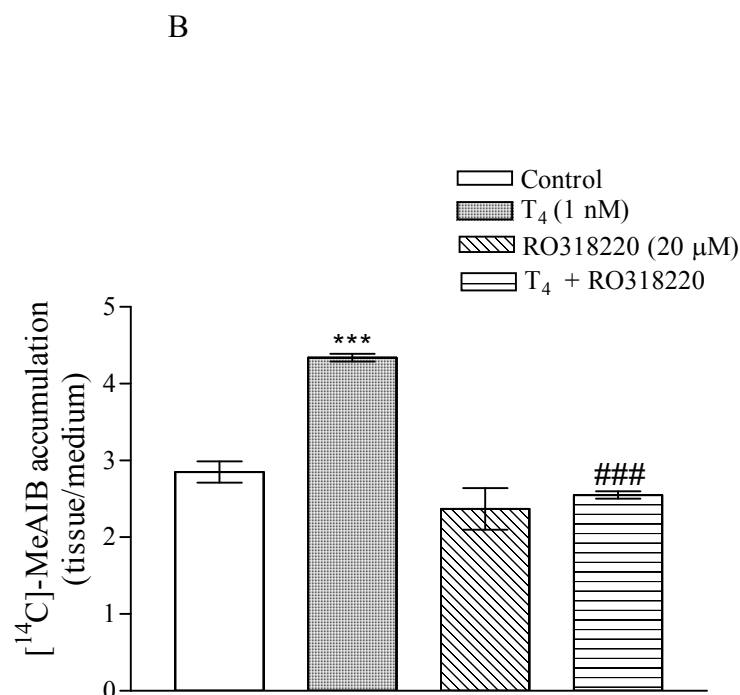 B
Control
T₄ (1 nM)
RO318220 (20 μM)
T₄ + RO318220
[¹⁴C]-MeAIB accumulation
(tissue/medium)
5
4
3
2
1
0
***
###